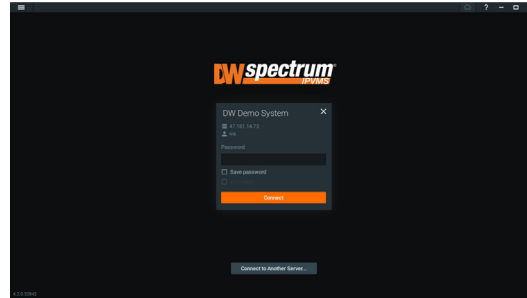 ?
DW spectrum®
IPVMS
DW Demo System
Password
Save password
Connect
Connect to Another Server...